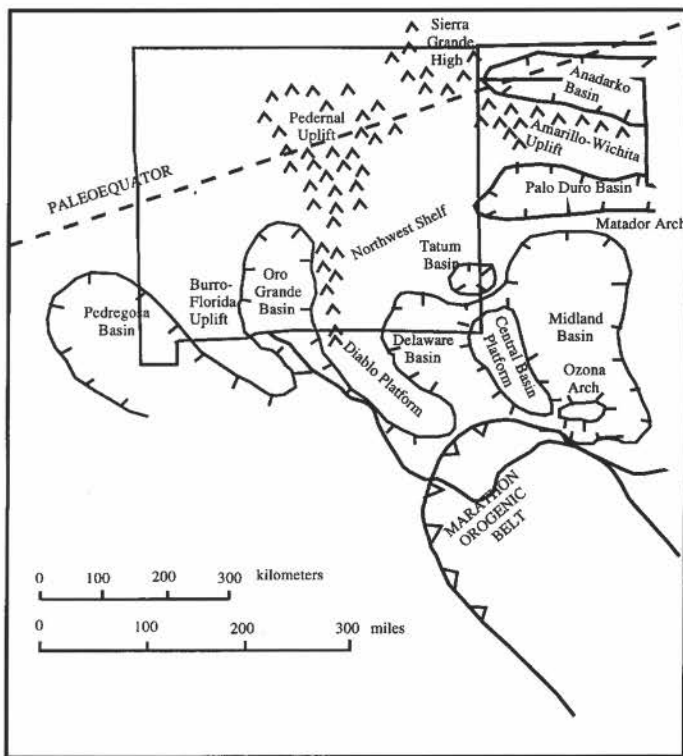 Sierra
Grande
High
Anadarko
Basin
Pedernal
Uplift
Amarillo-Wichita
Uplift
PALEOEQUATOR
Palo Duro Basin
Matador Arch
Northwest Shelf
Tatum
Basin
Oro
Grande
Basin
Burro-
Florida
Uplift
Pedregosa
Basin
Delaware
Basin
Central Basin
Platform
Midland
Basin
Ozona
Arch
Diablo Platform
MARATHON
OROGENIC
BELT
0 100 200 300 kilometers
0 100 200 300 miles